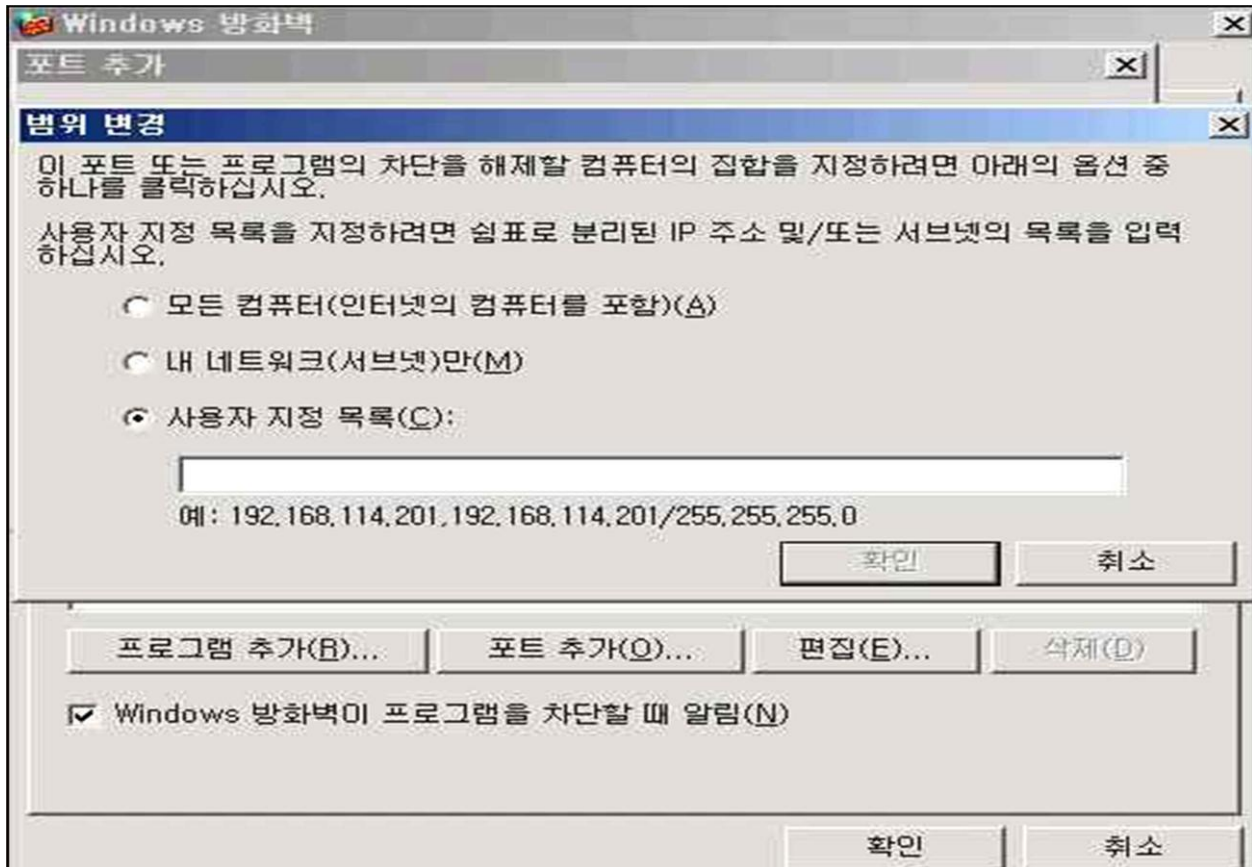 Windows 방화벽
포트 추가
범위 변경
이 포트 또는 프로그램의 차단을 해제할 컴퓨터의 집합을 지정하려면 아래의 옵션 중
하나를 클릭하십시오.
사용자 지정 목록을 지정하려면 쉼표로 분리된 IP 주소 및/또는 서브넷의 목록을 입력
하십시오.
모든 컴퓨터(인터넷의 컴퓨터를 포함)(A)
내 네트워크(서브넷)만(M)
사용자 지정 목록(C):
예: 192.168.114.201,192.168.114.201/255.255.255.0
확인 취소
프로그램 추가(R)... 포트 추가(O)... 편집(E)... 삭제(D)
Windows 방화벽이 프로그램을 차단할 때 알림(N)
확인 취소